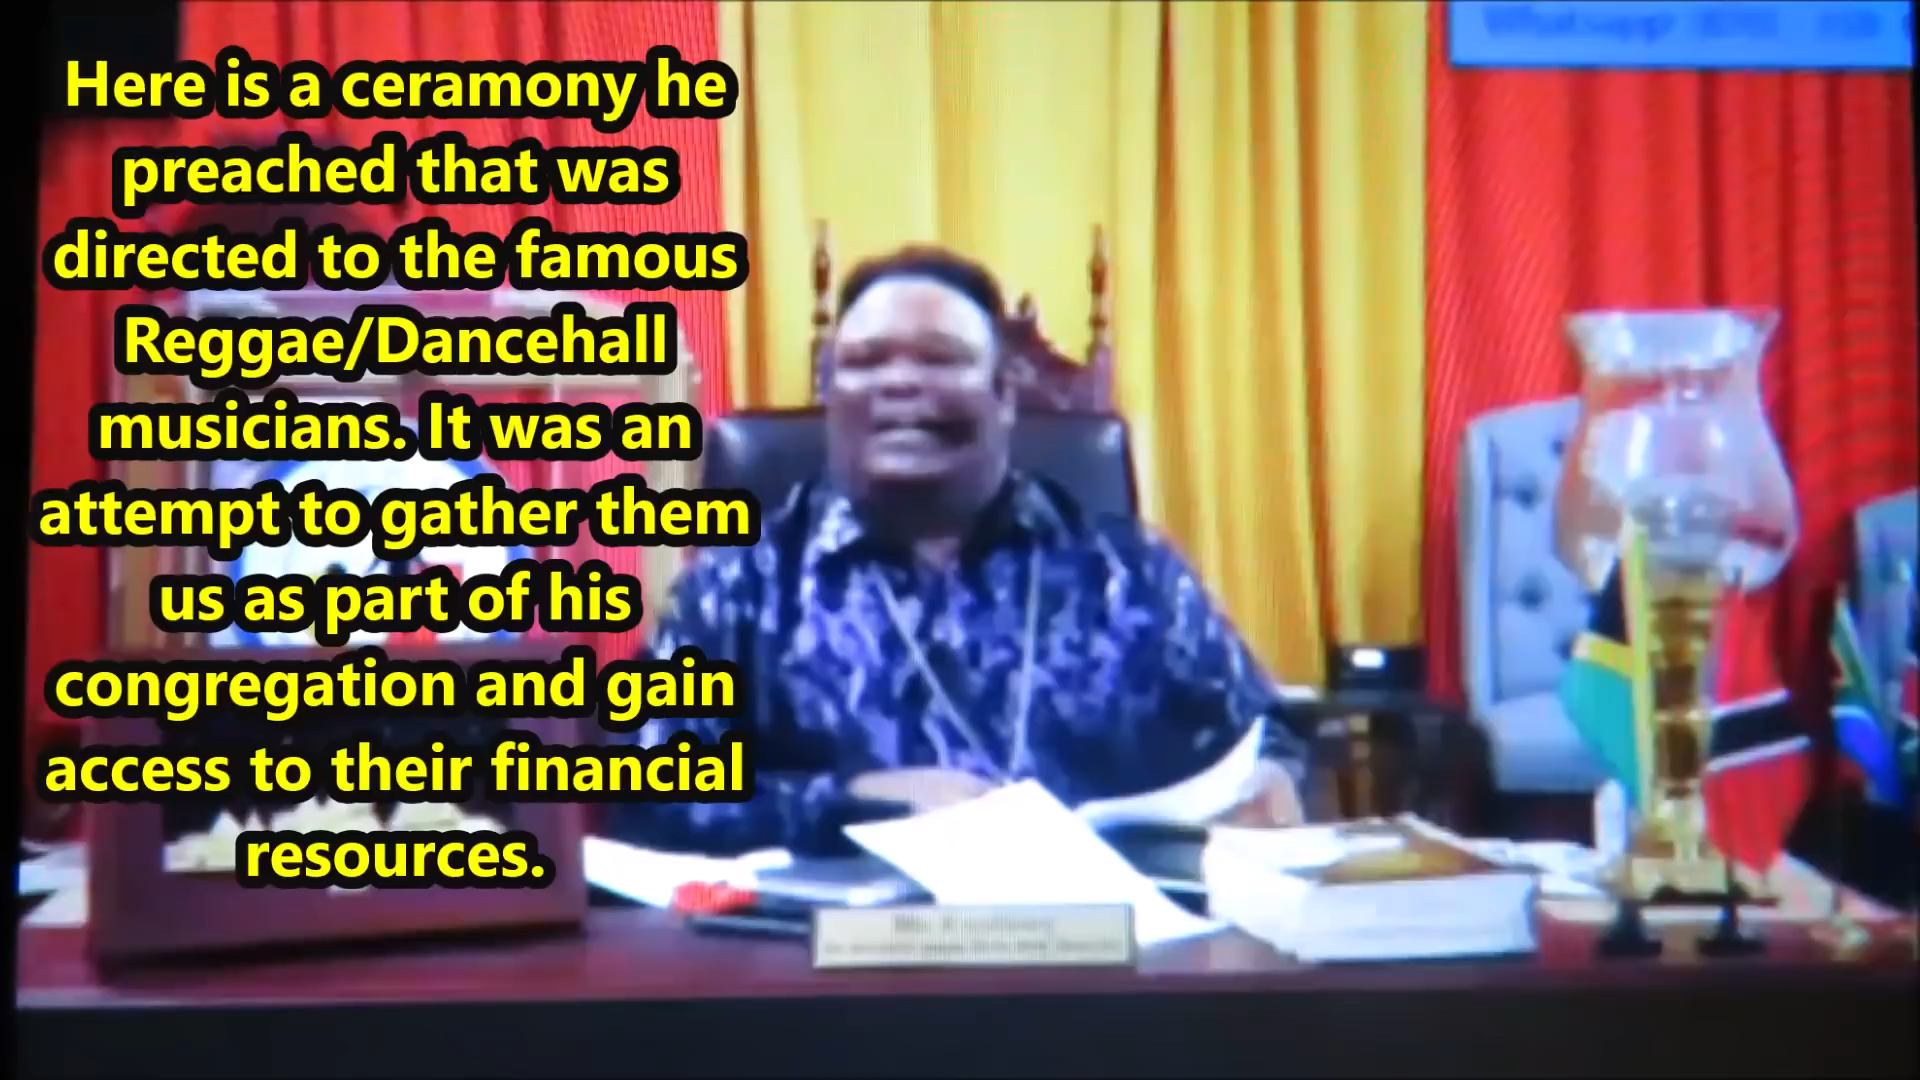 Here is a ceramony he
preached that was
directed to the famous
Reggae/Dancehall
musicians. It was an
attempt to gather them
us as part of his
congregation and gain
access to their financial
resources.
Whatsapp